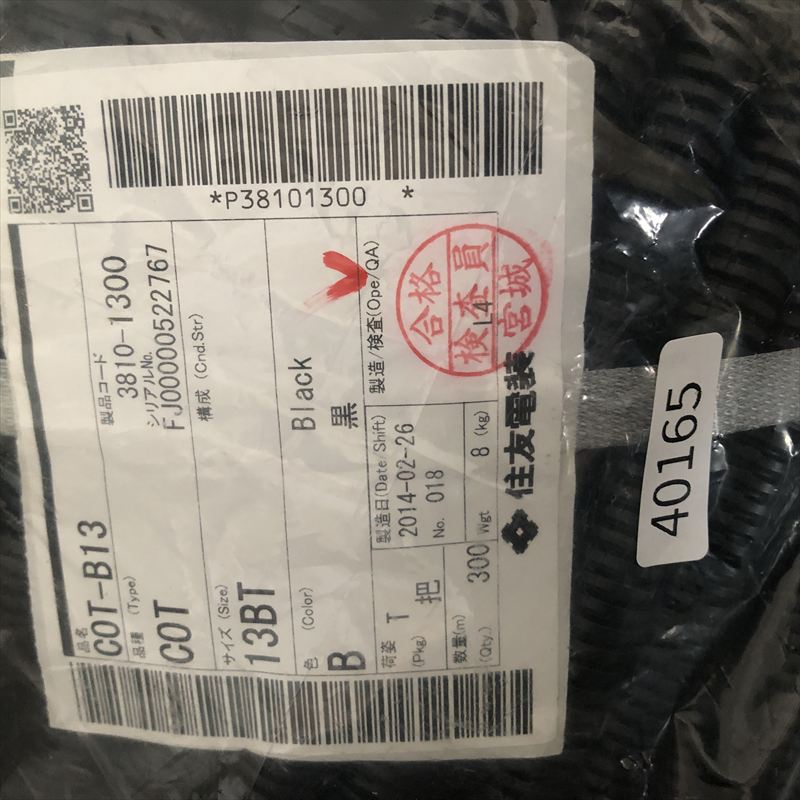 *P38101300 *
品名
COT-B13
製品コード
3810-1300
品種 (Type)
COT
シリアルNo.
FJ000000522767
サイズ (Size)
13BT
構成 (Cnd.Str)
色 (Color)
B
Black
黒
荷姿 (Pkg)
T
把
製造日(Date/Shift)
2014-02-26
No. 018
製造/検査(Ope/QA)
L4
合格
検査員
宮城
数量(m)
(Qty.)
300
Wgt 8 (kg)
住友電装
40165